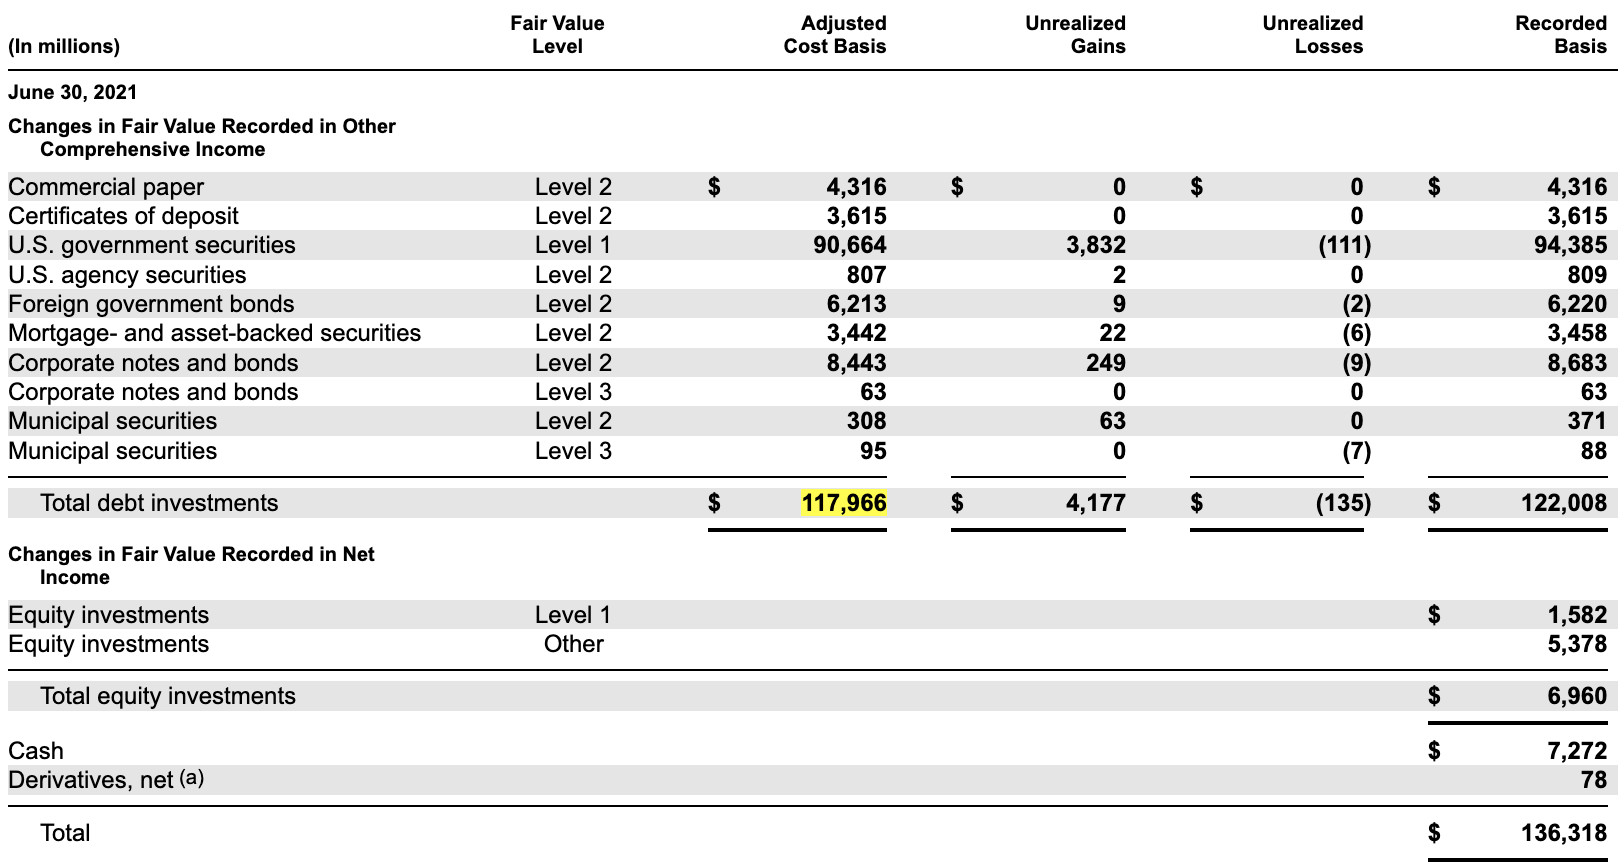 (In millions) Fair Value Level Adjusted Cost Basis Unrealized Gains Unrealized Losses Recorded Basis
June 30, 2021
Changes in Fair Value Recorded in Other
Comprehensive Income
Commercial paper Level 2 $ 4,316 $ 0 $ 0 $ 4,316
Certificates of deposit Level 2 3,615 0 0 3,615
U.S. government securities Level 1 90,664 3,832 (111) 94,385
U.S. agency securities Level 2 807 2 0 809
Foreign government bonds Level 2 6,213 9 (2) 6,220
Mortgage- and asset-backed securities Level 2 3,442 22 (6) 3,458
Corporate notes and bonds Level 2 8,443 249 (9) 8,683
Corporate notes and bonds Level 3 63 0 0 63
Municipal securities Level 2 308 63 0 371
Municipal securities Level 3 95 0 (7) 88
Total debt investments $ 117,966 $ 4,177 $ (135) $ 122,008
Changes in Fair Value Recorded in Net
Income
Equity investments Level 1 $ 1,582
Equity investments Other 5,378
Total equity investments $ 6,960
Cash $ 7,272
Derivatives, net (a) 78
Total $ 136,318